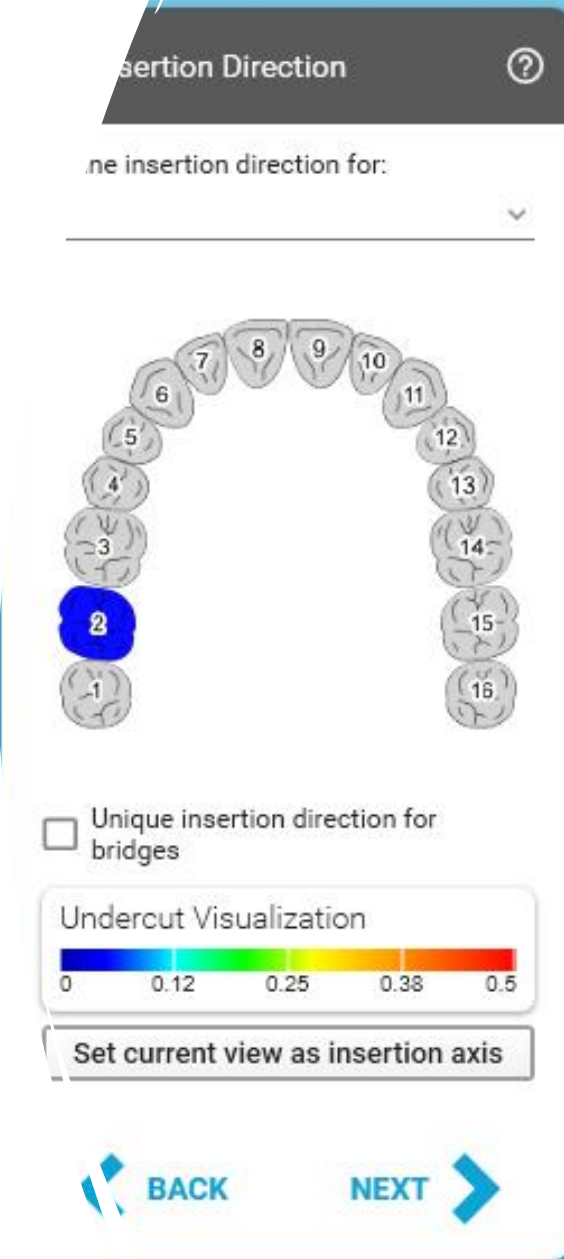 sertion Direction
ne insertion direction for:
8 9
7 10
6 11
5 12
4 13
3 14
2 15
1 16
Unique insertion direction for
bridges
Undercut Visualization
0 0.12 0.25 0.38 0.5
Set current view as insertion axis
BACK NEXT